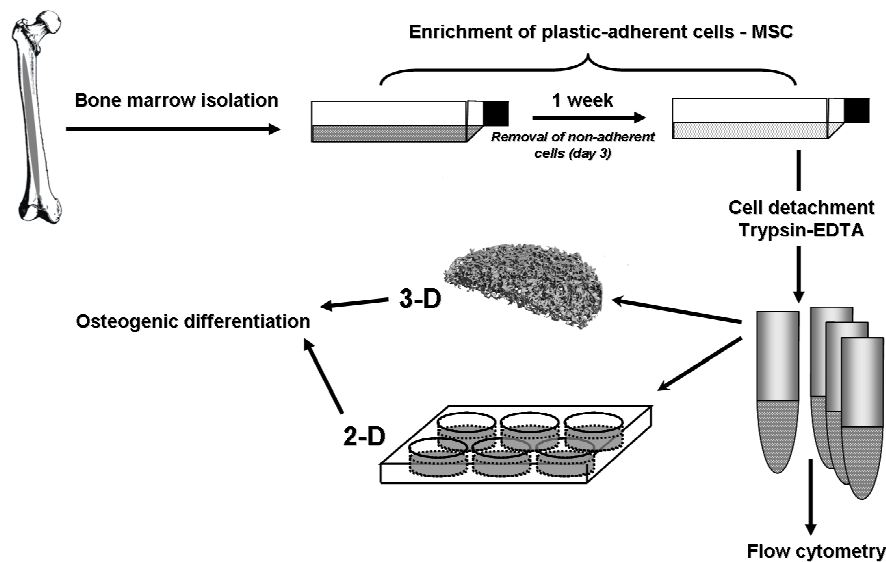 Enrichment of plastic-adherent cells - MSC
Bone marrow isolation
1 week
Removal of non-adherent
cells (day 3)
Cell detachment
Trypsin-EDTA
3-D
Osteogenic differentiation
2-D
Flow cytometry